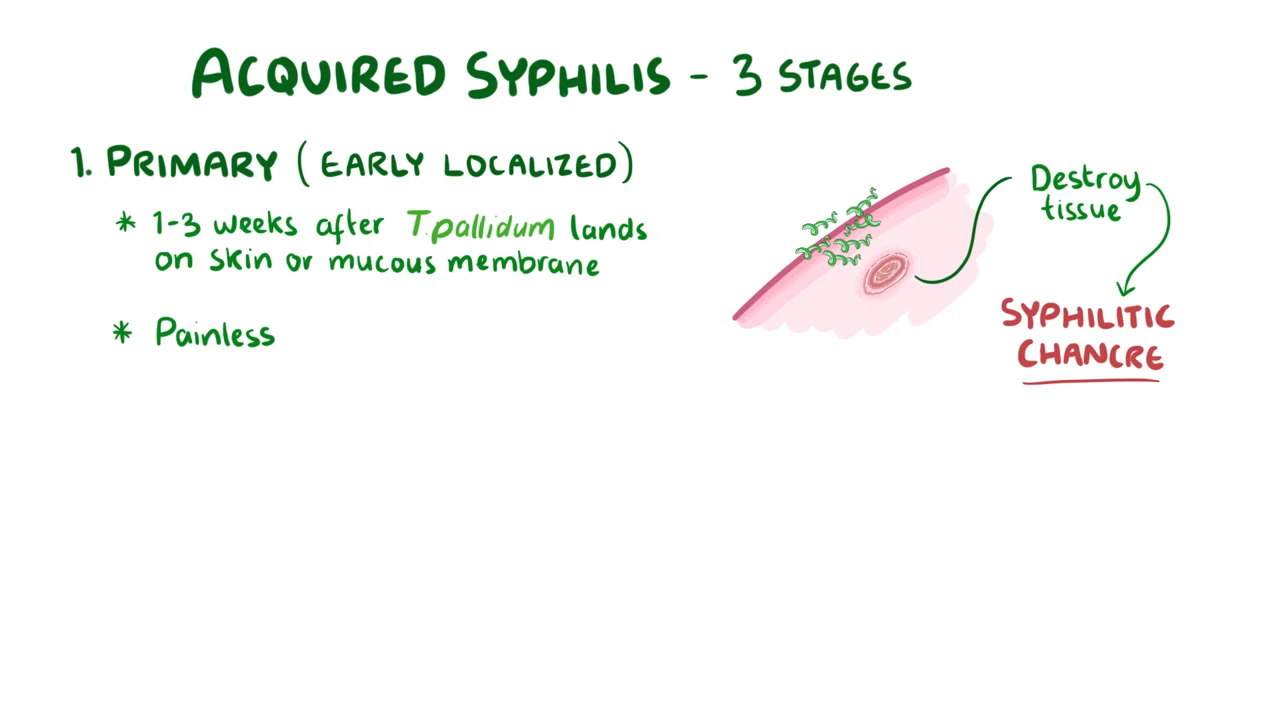 ACQUIRED SYPHILIS - 3 STAGES
1. PRIMARY (EARLY LOCALIZED)
* 1-3 weeks after T.pallidum lands
on skin or mucous membrane
* Painless
Destroy
tissue
SYPHILITIC
CHANCRE